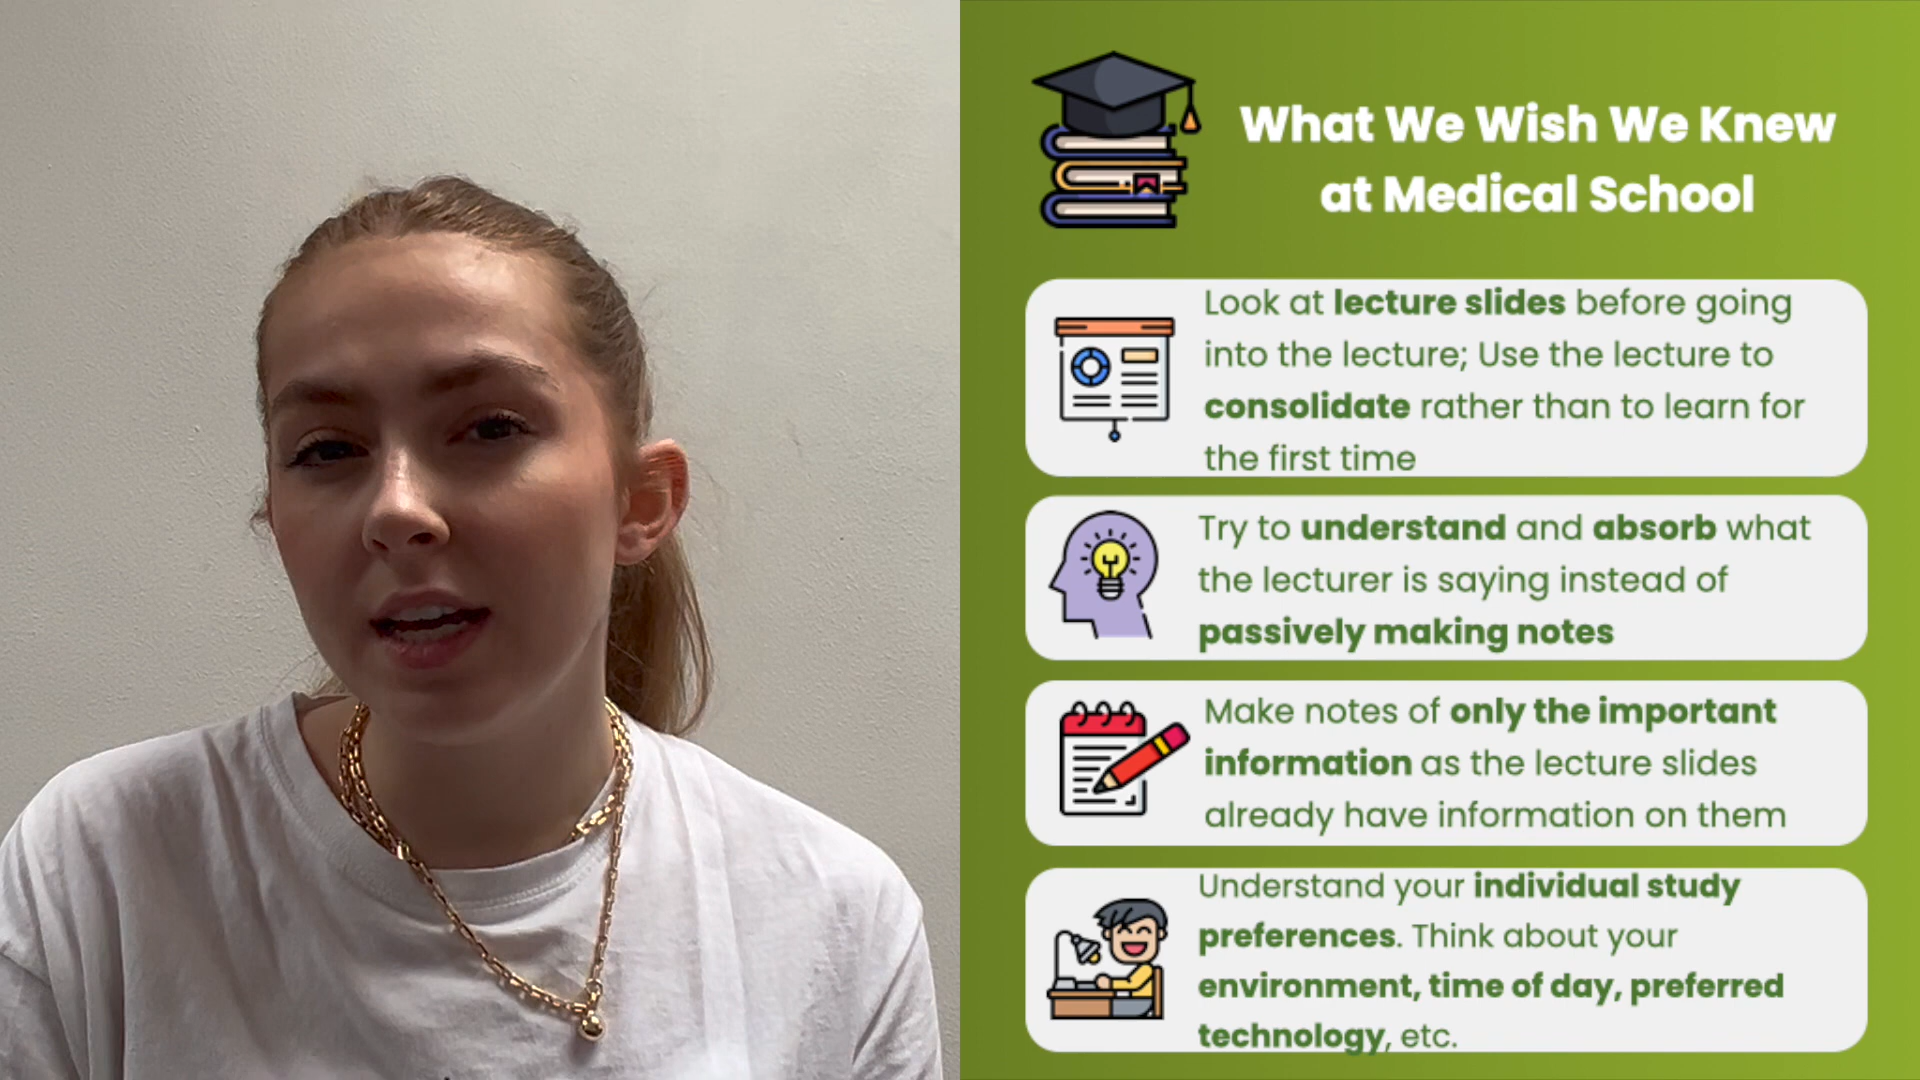 What We Wish We Knew
at Medical School
Look at lecture slides before going
into the lecture; Use the lecture to
consolidate rather than to learn for
the first time
Try to understand and absorb what
the lecturer is saying instead of
passively making notes
Make notes of only the important
information as the lecture slides
already have information on them
Understand your individual study
preferences. Think about your
environment, time of day, preferred
technology, etc.